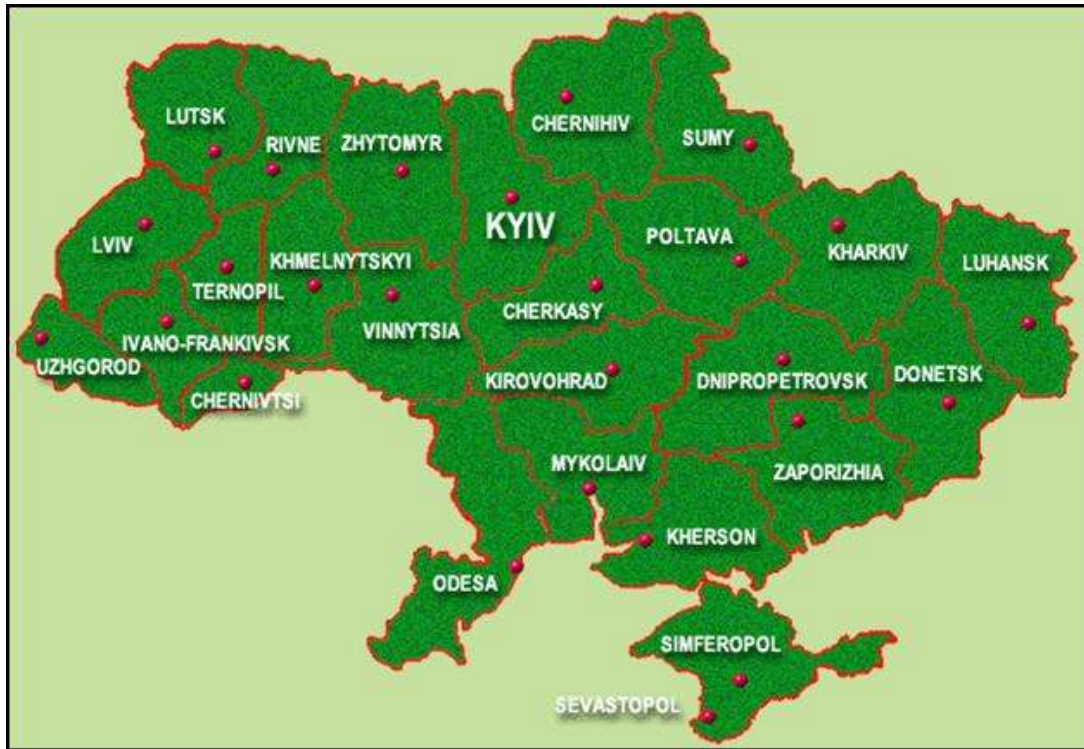 LUTSK
RIVNE
ZHYTOMYR
CHERNIHIV
SUMY
LVIV
KYIV
POLTAVA
KHARKIV
LUHANSK
TERNOPIL
KHMELNYTSKYI
VINNYTSIA
CHERKASY
UZHGOROD
IVANO-FRANKIVSK
CHERNIVTSI
KIROVOHRAD
DNIPROPETROVSK
DONETSK
MYKOLAIV
ZAPORIZHIA
KHERSON
ODESA
SIMFEROPOL
SEVASTOPOL